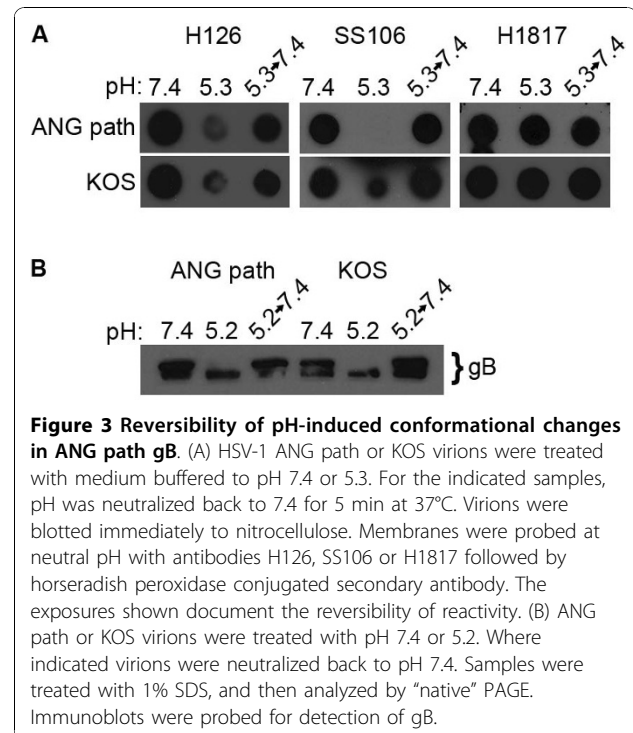 A
H126 SS106 H1817
pH: 7.4 5.3 5.3→7.4 7.4 5.3 5.3→7.4 7.4 5.3 5.3→7.4
ANG path
KOS
B
ANG path KOS
pH: 7.4 5.2 5.2→7.4 7.4 5.2 5.2→7.4
} gB
Figure 3 Reversibility of pH-induced conformational changes
in ANG path gB. (A) HSV-1 ANG path or KOS virions were treated
with medium buffered to pH 7.4 or 5.3. For the indicated samples,
pH was neutralized back to 7.4 for 5 min at 37°C. Virions were
blotted immediately to nitrocellulose. Membranes were probed at
neutral pH with antibodies H126, SS106 or H1817 followed by
horseradish peroxidase conjugated secondary antibody. The
exposures shown document the reversibility of reactivity. (B) ANG
path or KOS virions were treated with pH 7.4 or 5.2. Where
indicated virions were neutralized back to pH 7.4. Samples were
treated with 1% SDS, and then analyzed by “native” PAGE.
Immunoblots were probed for detection of gB.